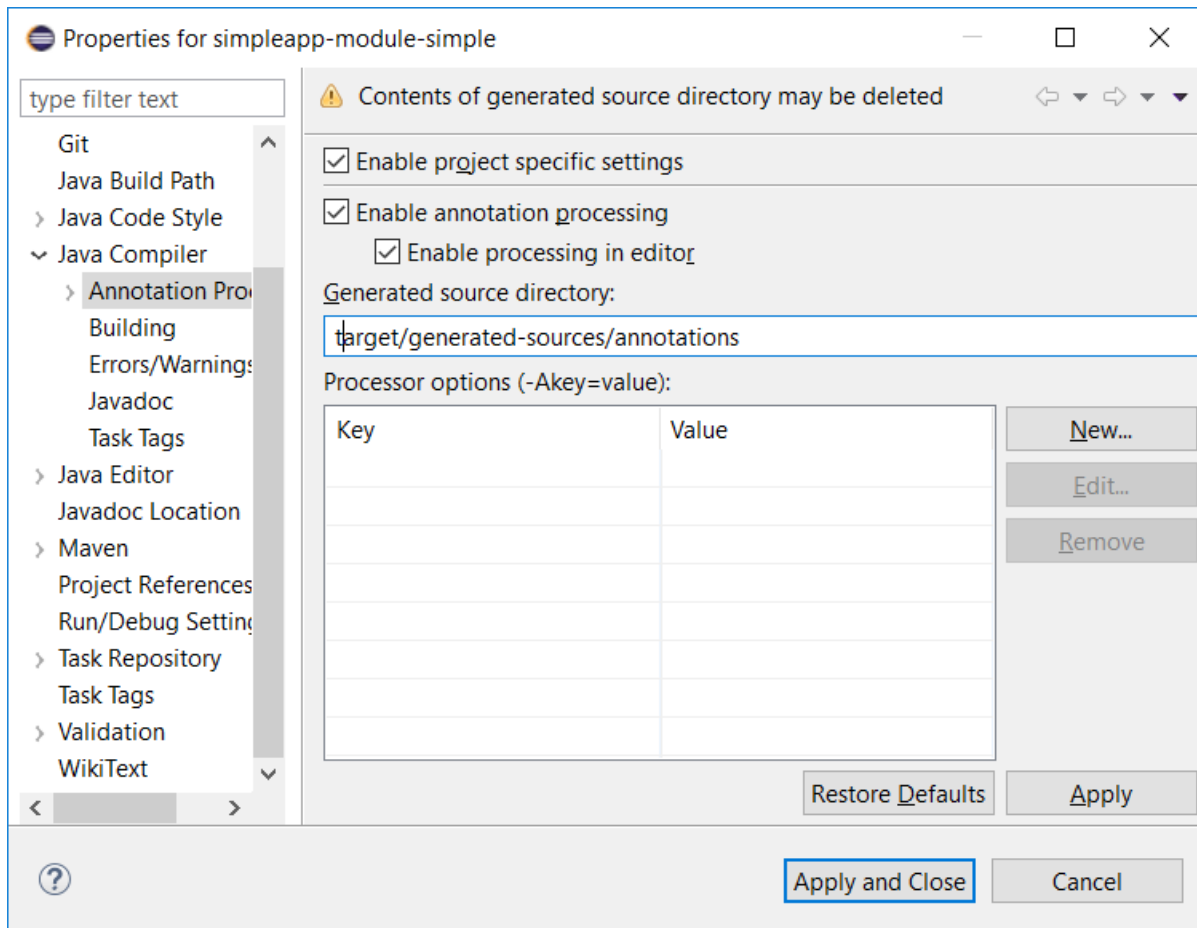 Properties for simpleapp-module-simple
type filter text
Git
Java Build Path
Java Code Style
Java Compiler
Annotation Pro
Building
Errors/Warnings
Javadoc
Task Tags
Java Editor
Javadoc Location
Maven
Project References
Run/Debug Setting
Task Repository
Task Tags
Validation
WikiText
Contents of generated source directory may be deleted
Enable project specific settings
Enable annotation processing
Enable processing in editor
Generated source directory:
target/generated-sources/annotations
Processor options (-Akey=value):
Key Value
New...
Edit...
Remove
Restore Defaults Apply
? Apply and Close Cancel